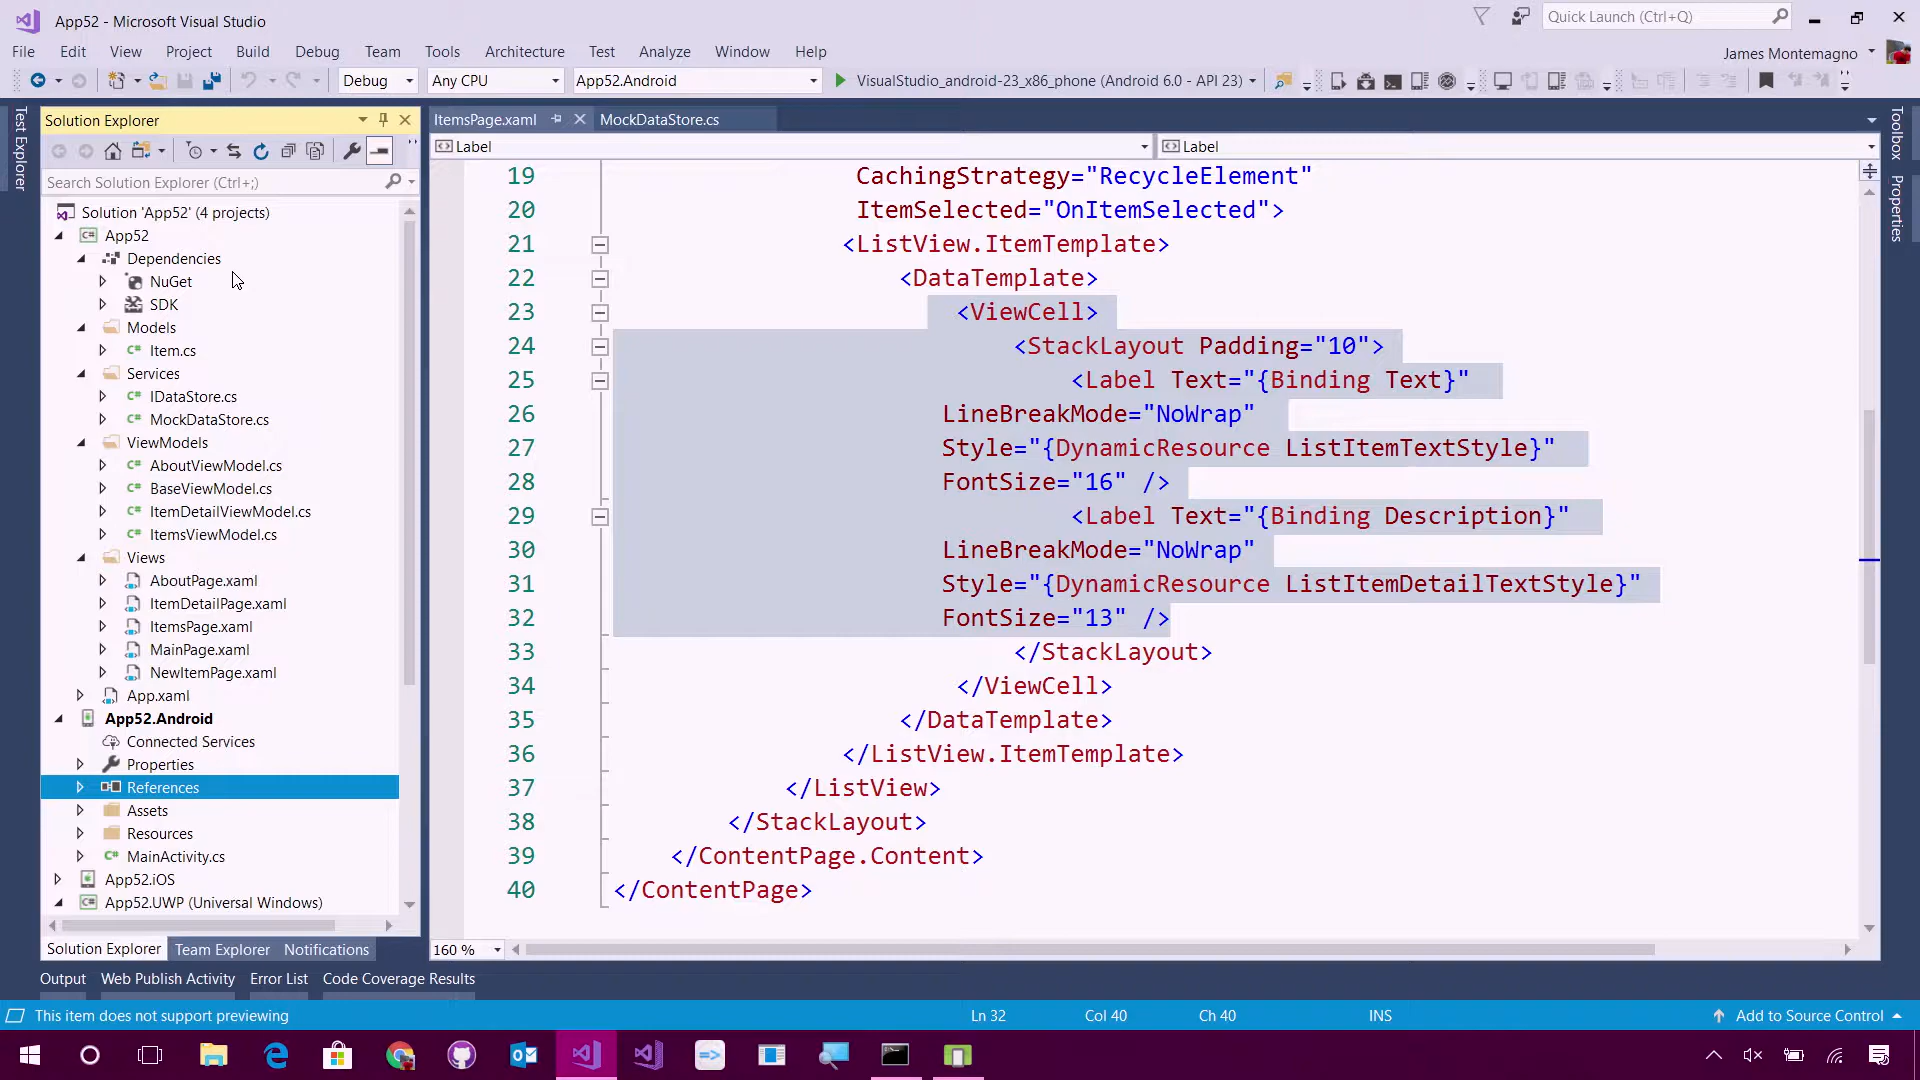 App52 - Microsoft Visual Studio
Quick Launch (Ctrl+Q)
File Edit View Project Build Debug Team Tools Architecture Test Analyze Window Help
James Montemagno
Debug Any CPU App52.Android VisualStudio_android-23_x86_phone (Android 6.0 - API 23)
Test Explorer
Solution Explorer
Search Solution Explorer (Ctrl+;)
Solution 'App52' (4 projects)
App52
Dependencies
NuGet
SDK
Models
Item.cs
Services
IDataStore.cs
MockDataStore.cs
ViewModels
AboutViewModel.cs
BaseViewModel.cs
ItemDetailViewModel.cs
ItemsViewModel.cs
Views
AboutPage.xaml
ItemDetailPage.xaml
ItemsPage.xaml
MainPage.xaml
NewItemPage.xaml
App.xaml
App52.Android
Connected Services
Properties
References
Assets
Resources
MainActivity.cs
App52.iOS
App52.UWP (Universal Windows)
Solution Explorer Team Explorer Notifications
ItemsPage.xaml MockDataStore.cs
Label Label
19 CachingStrategy="RecycleElement"
20 ItemSelected="OnItemSelected">
21 <ListView.ItemTemplate>
22 <DataTemplate>
23 <ViewCell>
24 <StackLayout Padding="10">
25 <Label Text="{Binding Text}"
26 LineBreakMode="NoWrap"
27 Style="{DynamicResource ListItemTextStyle}"
28 FontSize="16" />
29 <Label Text="{Binding Description}"
30 LineBreakMode="NoWrap"
31 Style="{DynamicResource ListItemDetailTextStyle}"
32 FontSize="13" />
33 </StackLayout>
34 </ViewCell>
35 </DataTemplate>
36 </ListView.ItemTemplate>
37 </ListView>
38 </StackLayout>
39 </ContentPage.Content>
40 </ContentPage>
160 %
Toolbox
Properties
Output Web Publish Activity Error List Code Coverage Results
This item does not support previewing Ln 32 Col 40 Ch 40 INS Add to Source Control